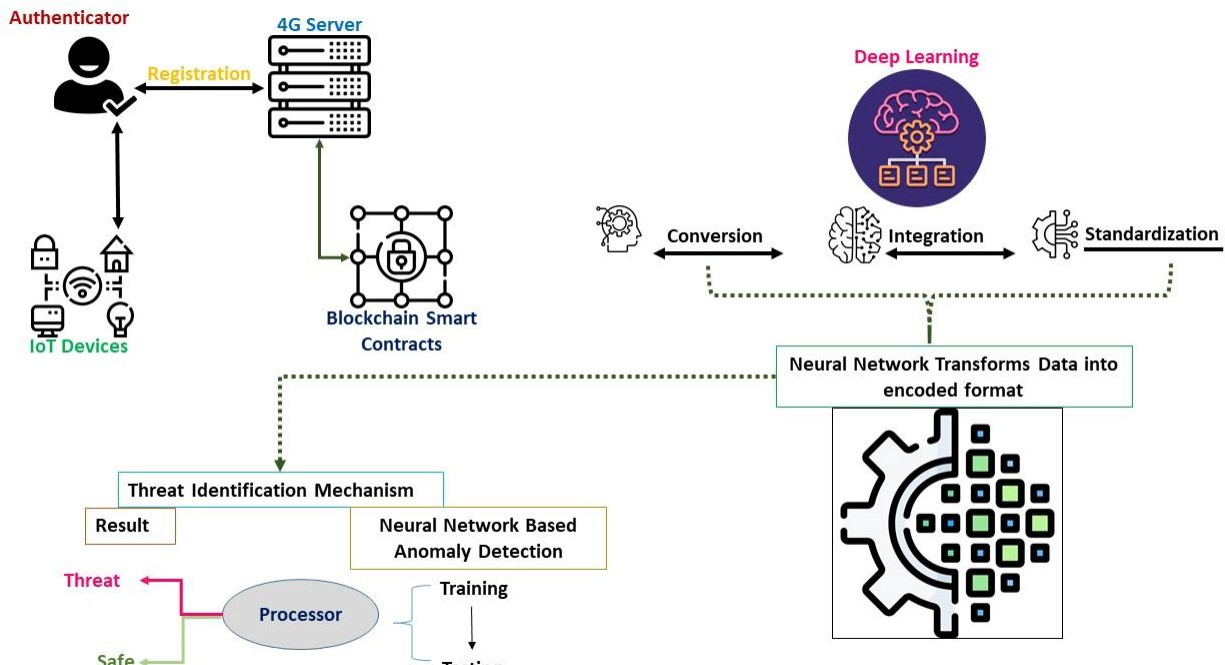 Authenticator
4G Server
Registration
Deep Learning
Conversion
Integration
Standardization
IoT Devices
Blockchain Smart
Contracts
Neural Network Transforms Data into
encoded format
Threat Identification Mechanism
Result
Neural Network Based
Anomaly Detection
Threat
Processor
Training
Safe